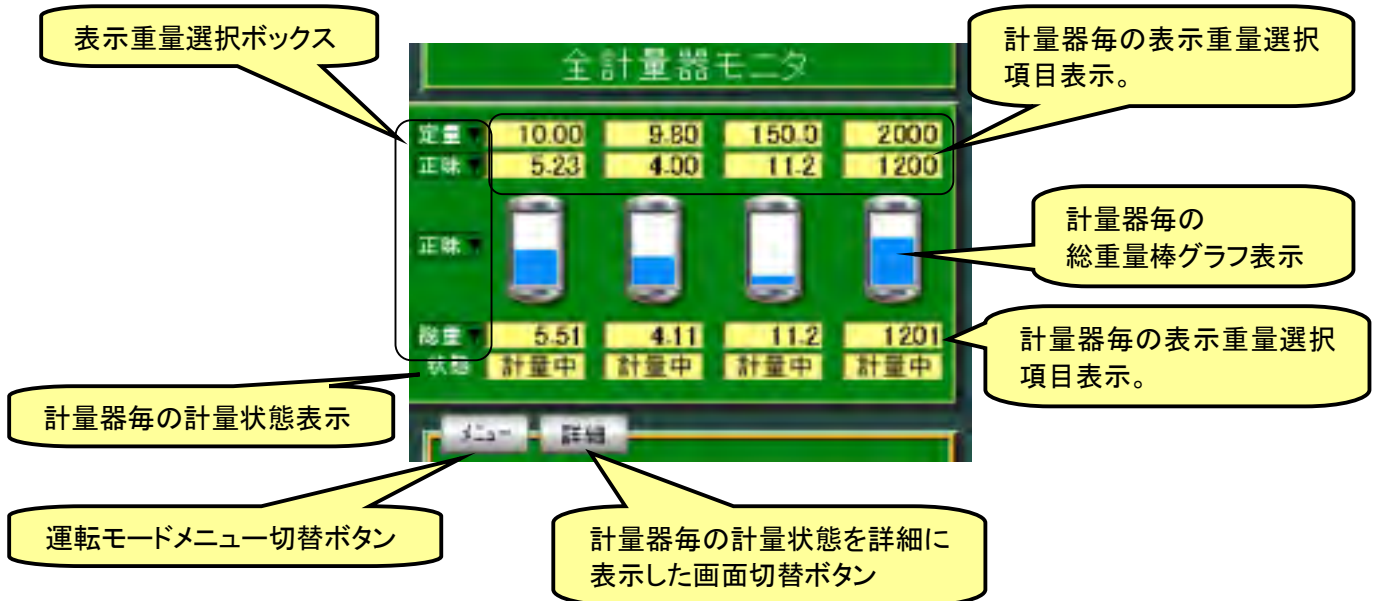 表示重量選択ボックス
計量器毎の表示重量選択
項目表示。
全計量器モニタ
定量▼ 10.00 9.80 150.0 2000
正味▼ 5.23 4.00 11.2 1200
正味▼
計量器毎の
総重量棒グラフ表示
総量▼ 5.51 4.11 11.2 1201
状態 計量中 計量中 計量中 計量中
計量器毎の表示重量選択
項目表示。
計量器毎の計量状態表示
メニュー 詳細
運転モードメニュー切替ボタン
計量器毎の計量状態を詳細に
表示した画面切替ボタン